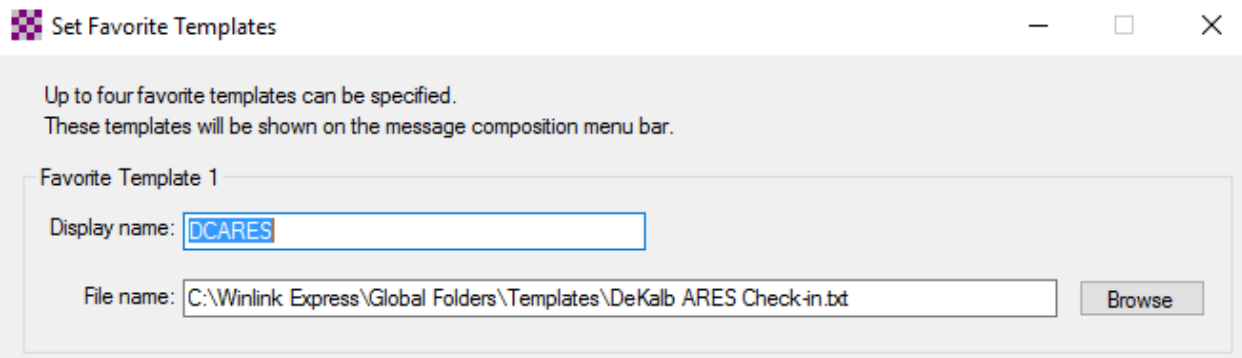 Set Favorite Templates
Up to four favorite templates can be specified.
These templates will be shown on the message composition menu bar.
Favorite Template 1
Display name: DCARES
File name: C:\Winlink Express\Global Folders\Templates\DeKalb ARES Check-in.txt Browse